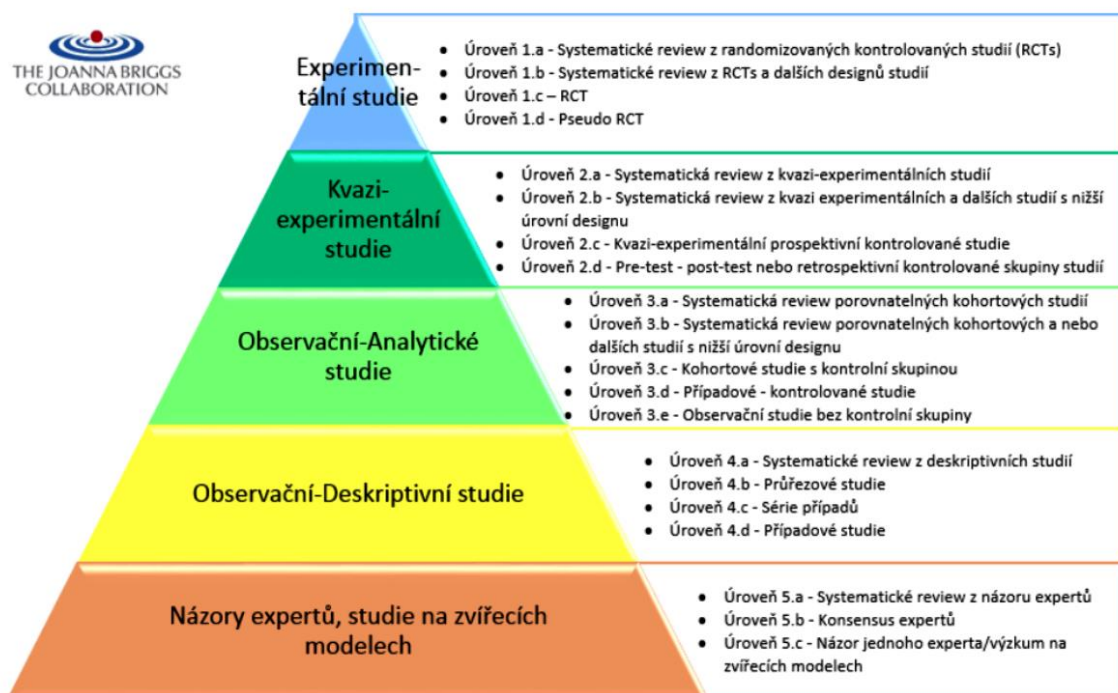 THE JOANNA BRIGGS
COLLABORATION
Experimen-
tální studie
• Úroveň 1.a - Systematické review z randomizovaných kontrolovaných studií (RCTs)
• Úroveň 1.b - Systematické review z RCTs a dalších designů studií
• Úroveň 1.c – RCT
• Úroveň 1.d - Pseudo RCT
Kvazi-
experimentální
studie
• Úroveň 2.a - Systematická review z kvazi-experimentálních studií
• Úroveň 2.b - Systematická review z kvazi experimentálních a dalších studií s nižší
úrovní designu
• Úroveň 2.c - Kvazi-experimentální prospektivní kontrolované studie
• Úroveň 2.d - Pre-test - post-test nebo retrospektivní kontrolované skupiny studií
Observační-Analytické
studie
• Úroveň 3.a - Systematická review porovnatelných kohortových studií
• Úroveň 3.b - Systematická review porovnatelných kohortových a nebo
dalších studií s nižší úrovní designu
• Úroveň 3.c - Kohortové studie s kontrolní skupinou
• Úroveň 3.d - Případové - kontrolované studie
• Úroveň 3.e - Observační studie bez kontrolní skupiny
Observační-Deskriptivní studie
• Úroveň 4.a - Systematické review z deskriptivních studií
• Úroveň 4.b - Průřezové studie
• Úroveň 4.c - Série případů
• Úroveň 4.d - Případové studie
Názory expertů, studie na zvířecích
modelech
• Úroveň 5.a - Systematické review z názoru expertů
• Úroveň 5.b - Konsensus expertů
• Úroveň 5.c - Názor jednoho experta/výzkum na
zvířecích modelech